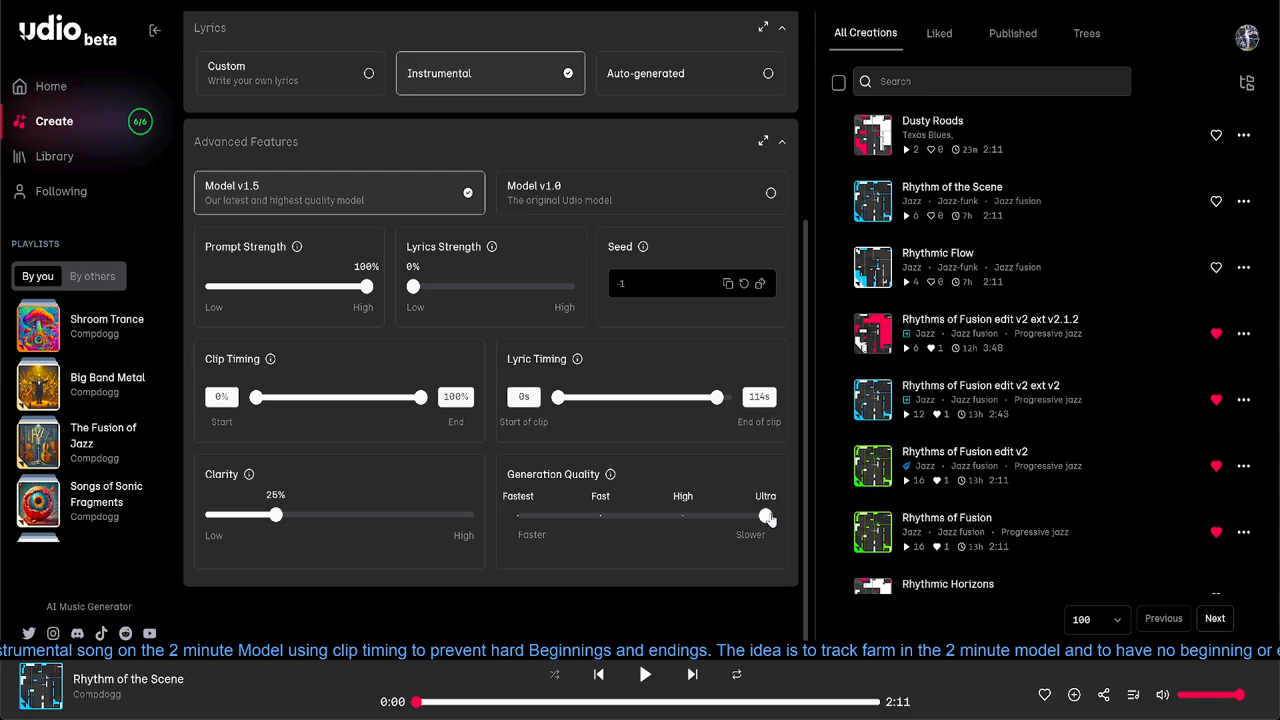 udio beta
Home
Create
6/6
Library
Following
PLAYLISTS
By you
By others
Shroom Trance
Compdogg
Big Band Metal
Compdogg
The Fusion of
Jazz
Compdogg
Songs of Sonic
Fragments
Compdogg
AI Music Generator
Lyrics
Custom
Write your own lyrics
Instrumental
Auto-generated
Advanced Features
Model v1.5
Our latest and highest quality model
Model v1.0
The original Udio model
Prompt Strength
100%
Low
High
Lyrics Strength
0%
Low
High
Seed
-1
Clip Timing
0%
100%
Start
End
Lyric Timing
0s
114s
Start of clip
End of clip
Clarity
25%
Low
High
Generation Quality
Fastest
Fast
High
Ultra
Faster
Slower
All Creations
Liked
Published
Trees
Search
Dusty Roads
Texas Blues,
2 0 23m 2:11
Rhythm of the Scene
Jazz · Jazz-funk · Jazz fusion
6 0 7h 2:11
Rhythmic Flow
Jazz · Jazz-funk · Jazz fusion
4 0 7h 2:11
Rhythms of Fusion edit v2 ext v2.1.2
Jazz · Jazz fusion · Progressive jazz
6 1 12h 3:48
Rhythms of Fusion edit v2 ext v2
Jazz · Jazz fusion · Progressive jazz
12 1 13h 2:43
Rhythms of Fusion edit v2
Jazz · Jazz fusion · Progressive jazz
16 1 13h 2:11
Rhythms of Fusion
Jazz · Jazz fusion · Progressive jazz
16 1 13h 2:11
Rhythmic Horizons
100
Previous
Next
strumental song on the 2 minute Model using clip timing to prevent hard Beginnings and endings. The idea is to track farm in the 2 minute model and to have no beginning or e
Rhythm of the Scene
Compdogg
0:00
2:11